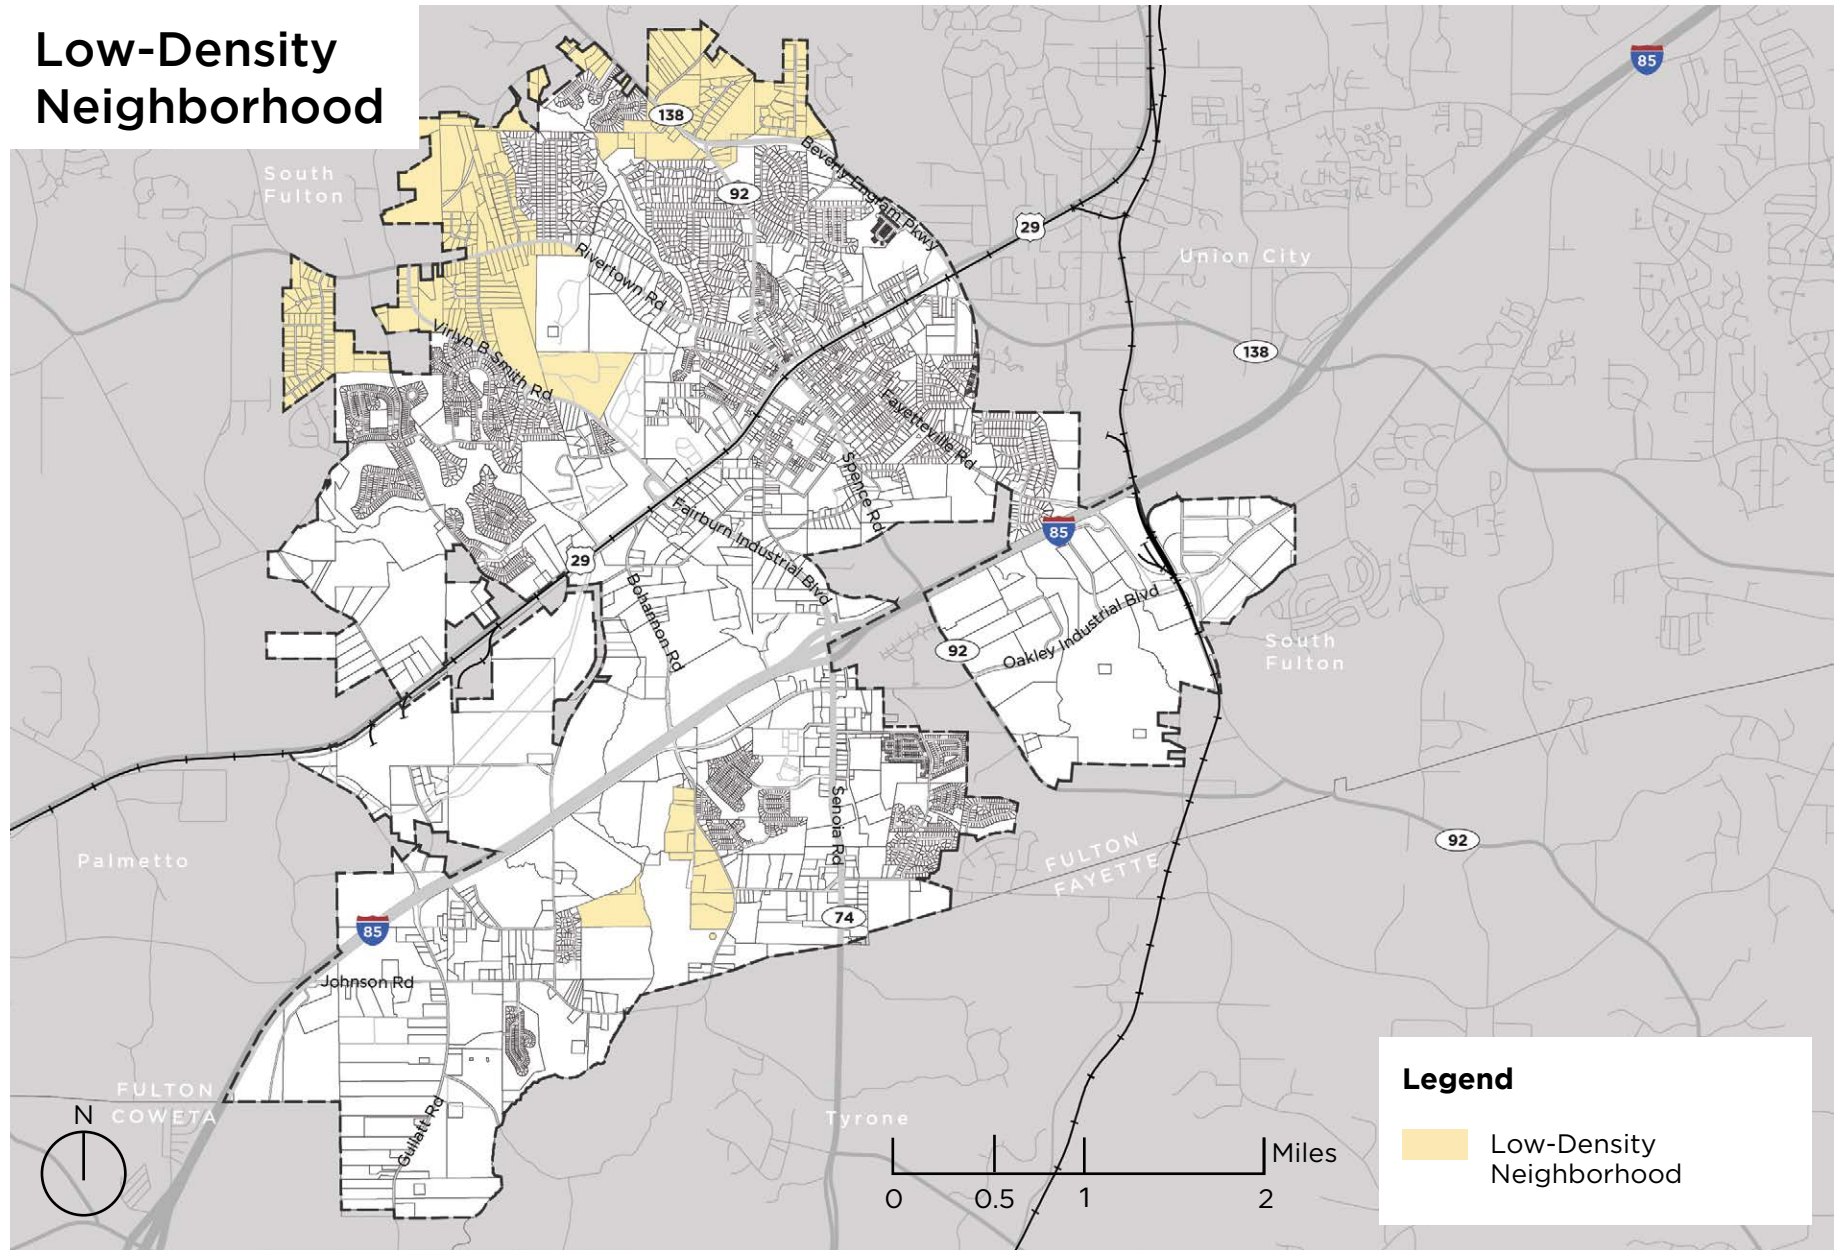 Low-Density
Neighborhood
85
138
South
Fulton
Beverly Engram Pkwy
92
29
Union City
Rivertown Rd
Virlyn B Smith Rd
138
Fayetteville Rd
Spence Rd
Fairburn Industrial Blvd
85
29
Bohannon Rd
Oakley Industrial Blvd
92
South
Fulton
Senoia Rd
Palmetto
FULTON
FAYETTE
92
74
85
Johnson Rd
FULTON
COWETA
N
Gullatt Rd
Tyrone
Miles
0
0.5
1
2
Legend
Low-Density
Neighborhood